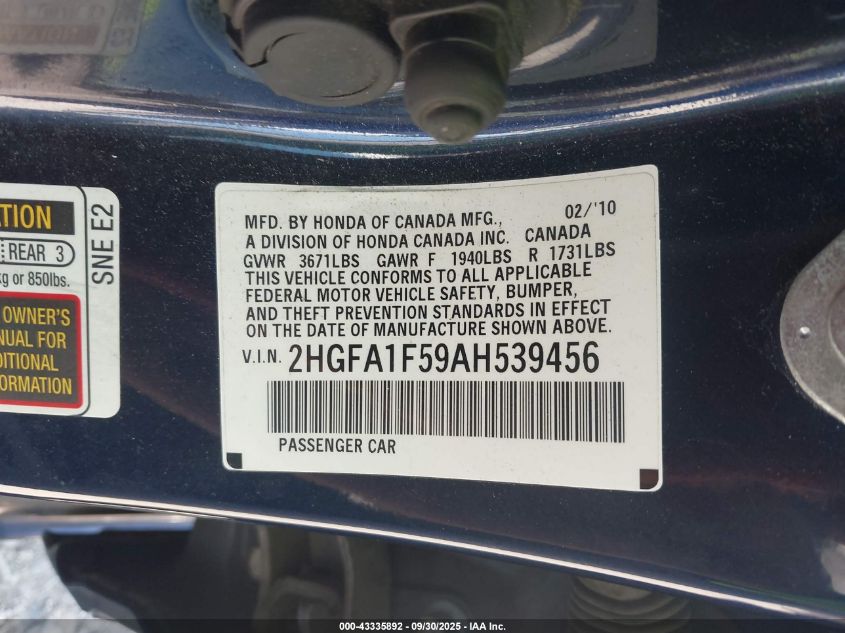 ATION
REAR 3
kg or 850lbs.
OWNER'S
NUAL FOR
DITIONAL
FORMATION
SNE E2
MFD. BY HONDA OF CANADA MFG., 02/'10
A DIVISION OF HONDA CANADA INC. CANADA
GVWR 3671LBS GAWR F 1940LBS R 1731LBS
THIS VEHICLE CONFORMS TO ALL APPLICABLE
FEDERAL MOTOR VEHICLE SAFETY, BUMPER,
AND THEFT PREVENTION STANDARDS IN EFFECT
ON THE DATE OF MANUFACTURE SHOWN ABOVE.
V.I.N. 2HGFA1F59AH539456
PASSENGER CAR
000-43335892 - 09/30/2025 - IAA Inc.